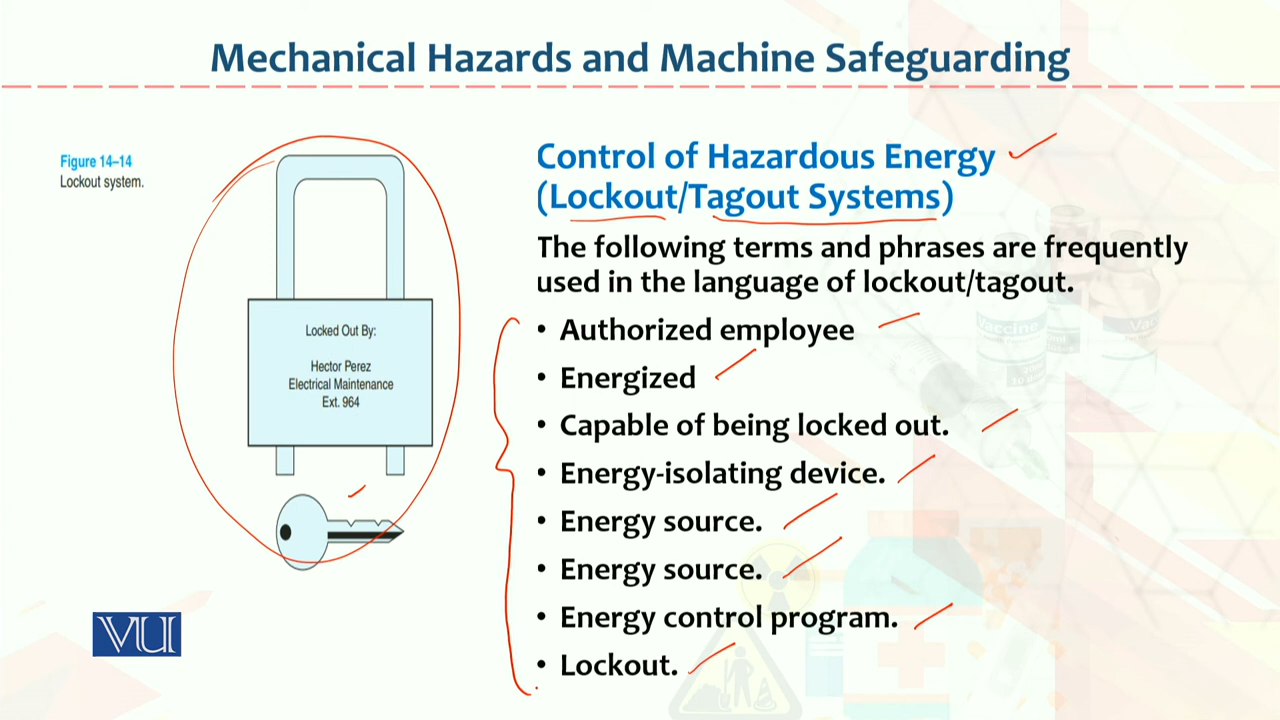 Mechanical Hazards and Machine Safeguarding
Figure 14–14
Lockout system.
Locked Out By:
Hector Perez
Electrical Maintenance
Ext. 964
Control of Hazardous Energy
(Lockout/Tagout Systems)
The following terms and phrases are frequently
used in the language of lockout/tagout.
• Authorized employee
• Energized
• Capable of being locked out.
• Energy-isolating device.
• Energy source.
• Energy source.
• Energy control program.
• Lockout.
VU
Vaccine